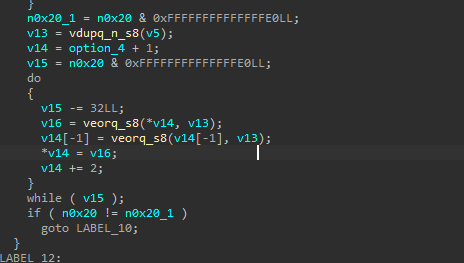 }
n0x20_1 = n0x20 & 0xFFFFFFFFFFFFFFE0LL;
v13 = vdupq_n_s8(v5);
v14 = option_4 + 1;
v15 = n0x20 & 0xFFFFFFFFFFFFFFE0LL;
do
{
v15 -= 32LL;
v16 = veorq_s8(*v14, v13);
v14[-1] = veorq_s8(v14[-1], v13);
*v14 = v16;
v14 += 2;
}
while ( v15 );
if ( n0x20 != n0x20_1 )
goto LABEL_10;
}
LABEL_12: